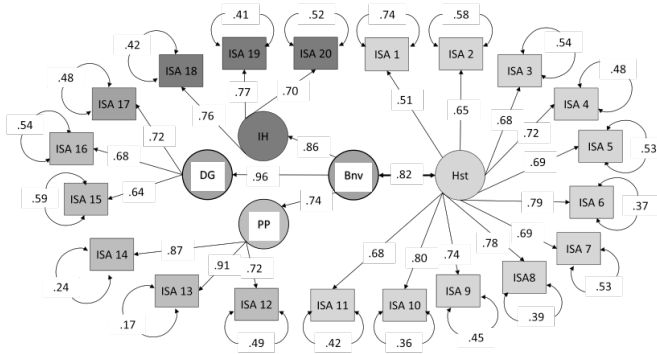 .41 .52 .74 .58
.42 ISA 18 ISA 19 ISA 20 ISA 1 ISA 2 ISA 3 .54
.48 ISA 17 .77 .70 .51 .65 .68 ISA 4 .48
.54 ISA 16 .72 .76 IH .72 ISA 5 .53
.68 .86 .69
.59 ISA 15 .64 DG .96 Bnv .82 Hst .79 ISA 6 .37
.74
PP
ISA 14 .87 .68 .80 .74 .78 .69 ISA 7
.24 ISA 13 .91 .72 ISA 12 ISA 11 ISA 10 ISA 9 ISA8 .53
.17 .49 .42 .36 .45 .39